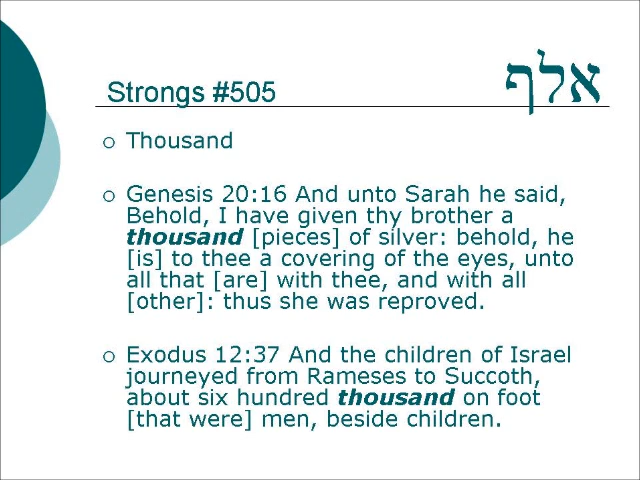 Strongs #505 אלף
Thousand
Genesis 20:16 And unto Sarah he said,
Behold, I have given thy brother a
thousand [pieces] of silver: behold, he
[is] to thee a covering of the eyes, unto
all that [are] with thee, and with all
[other]: thus she was reproved.
Exodus 12:37 And the children of Israel
journeyed from Rameses to Succoth,
about six hundred thousand on foot
[that were] men, beside children.